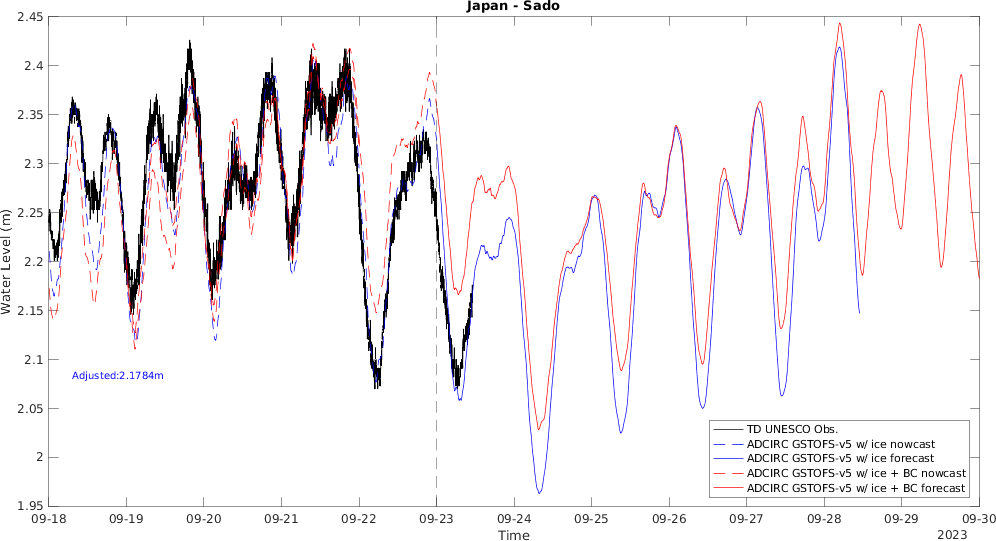 Japan - Sado
2.45
2.4
2.35
2.3
2.25
2.2
2.15
2.1
2.05
2
1.95
Water Level (m)
Adjusted:2.1784m
TD UNESCO Obs.
ADCIRC GSTOFS-v5 w/ ice nowcast
ADCIRC GSTOFS-v5 w/ ice forecast
ADCIRC GSTOFS-v5 w/ ice + BC nowcast
ADCIRC GSTOFS-v5 w/ ice + BC forecast
09-18 09-19 09-20 09-21 09-22 09-23 09-24 09-25 09-26 09-27 09-28 09-29 09-30
Time
2023